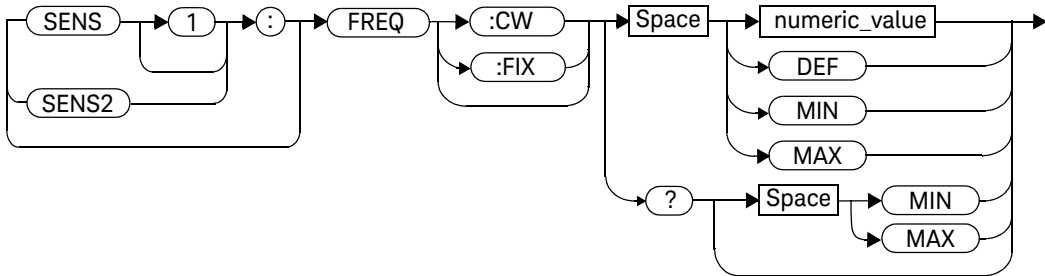 SENS 1 : FREQ :CW Space numeric_value
:FIX DEF
SENS2 MIN
MAX
? Space MIN
MAX